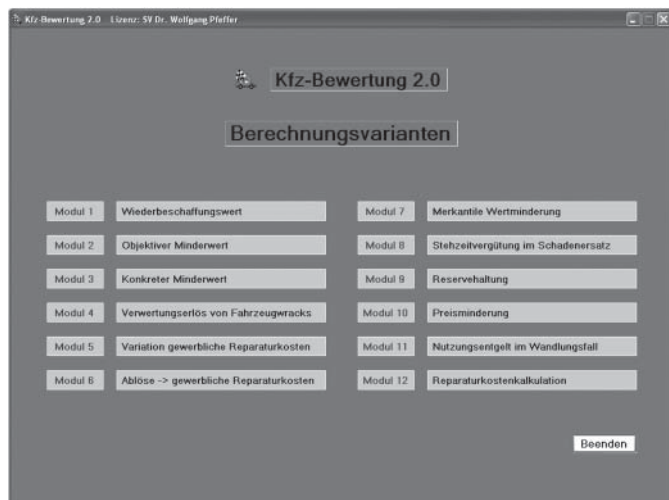 Kfz-Bewertung 2.0 Lizenz: SV Dr. Wolfgang Pfeffer
Kfz-Bewertung 2.0
Berechnungsvarianten
Modul 1 Wiederbeschaffungswert
Modul 2 Objektiver Minderwert
Modul 3 Konkreter Minderwert
Modul 4 Verwertungserlös von Fahrzeugwracks
Modul 5 Variation gewerbliche Reparaturkosten
Modul 6 Ablöse -> gewerbliche Reparaturkosten
Modul 7 Merkantile Wertminderung
Modul 8 Stehzeitvergütung im Schadenersatz
Modul 9 Reservehaltung
Modul 10 Preisminderung
Modul 11 Nutzungsentgelt im Wandlungsfall
Modul 12 Reparaturkostenkalkulation
Beenden